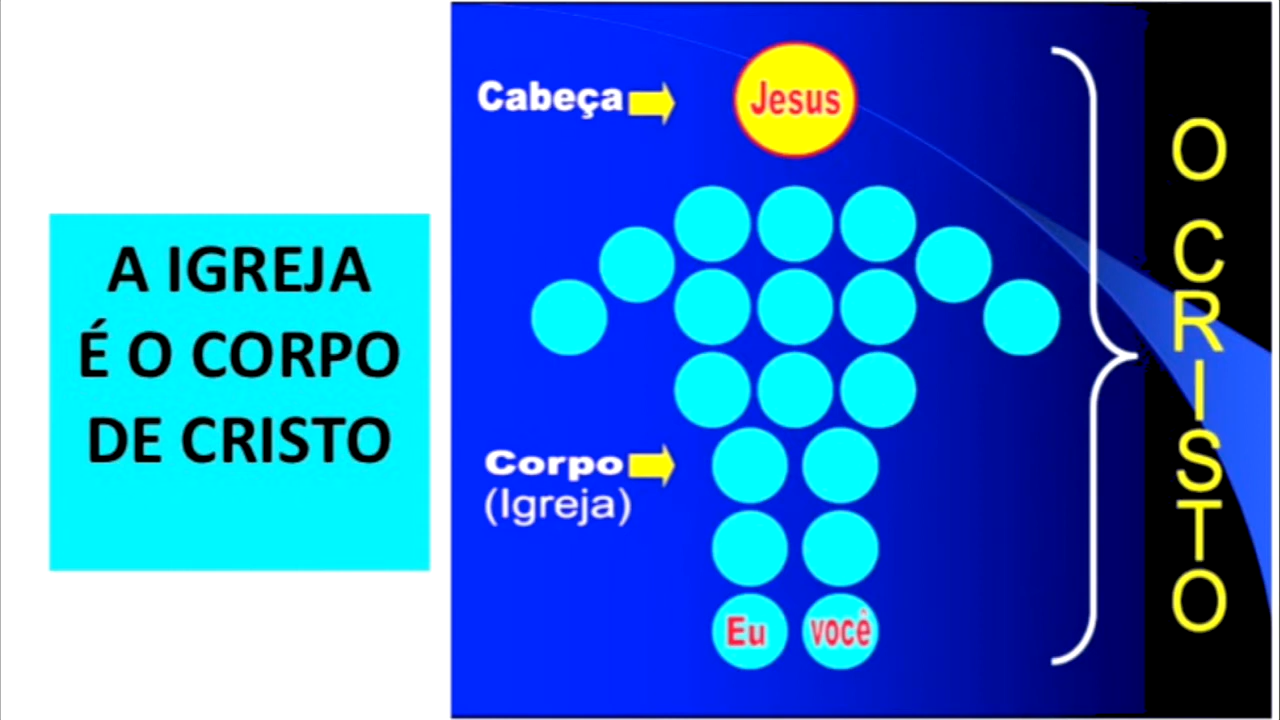 A IGREJA
É O CORPO
DE CRISTO
Cabeça
Jesus
Corpo
(Igreja)
Eu
você
O CRISTO